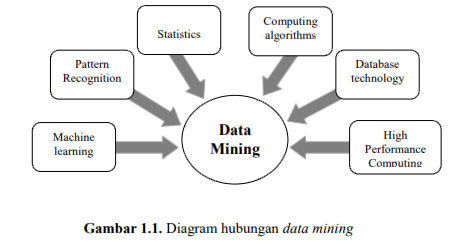 Statistics
Computing
algorithms
Pattern
Recognition
Database
technology
Machine
learning
Data
Mining
High
Performance
Computing
Gambar 1.1. Diagram hubungan data mining